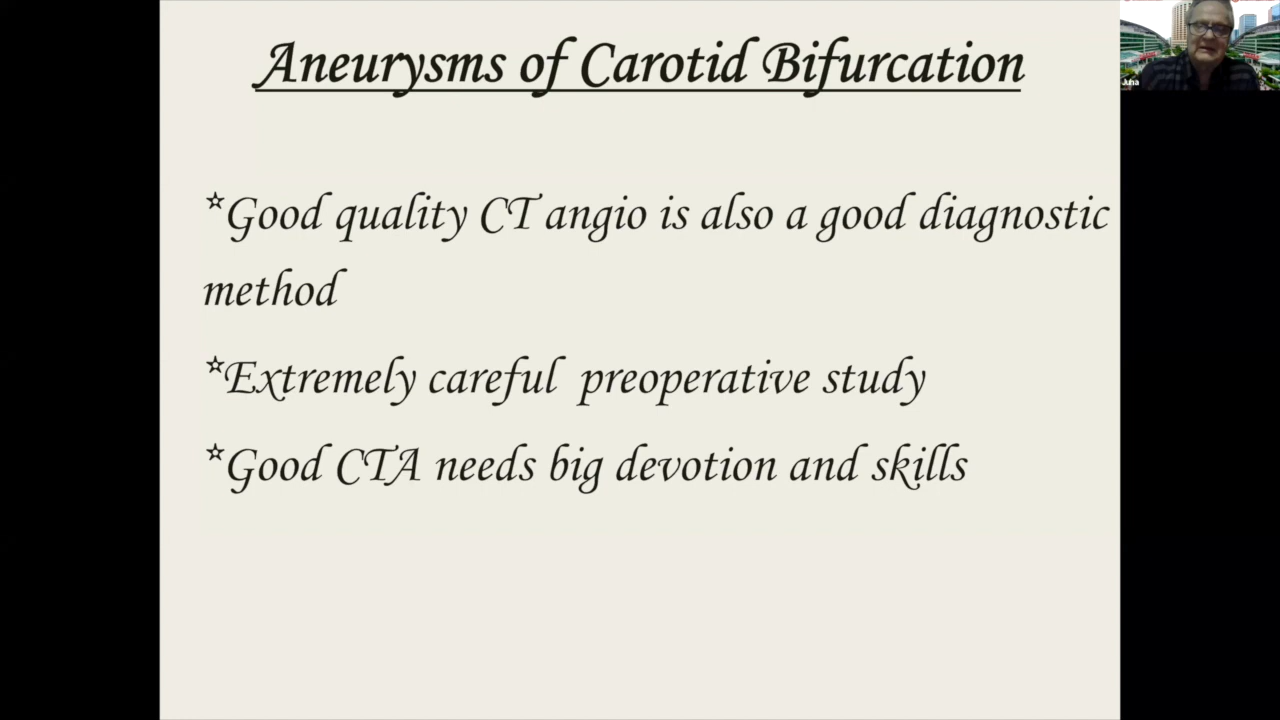 Aneurysms of Carotid Bifurcation
*Good quality CT angio is also a good diagnostic
method
*Extremely careful preoperative study
*Good CTA needs big devotion and skills
Juha